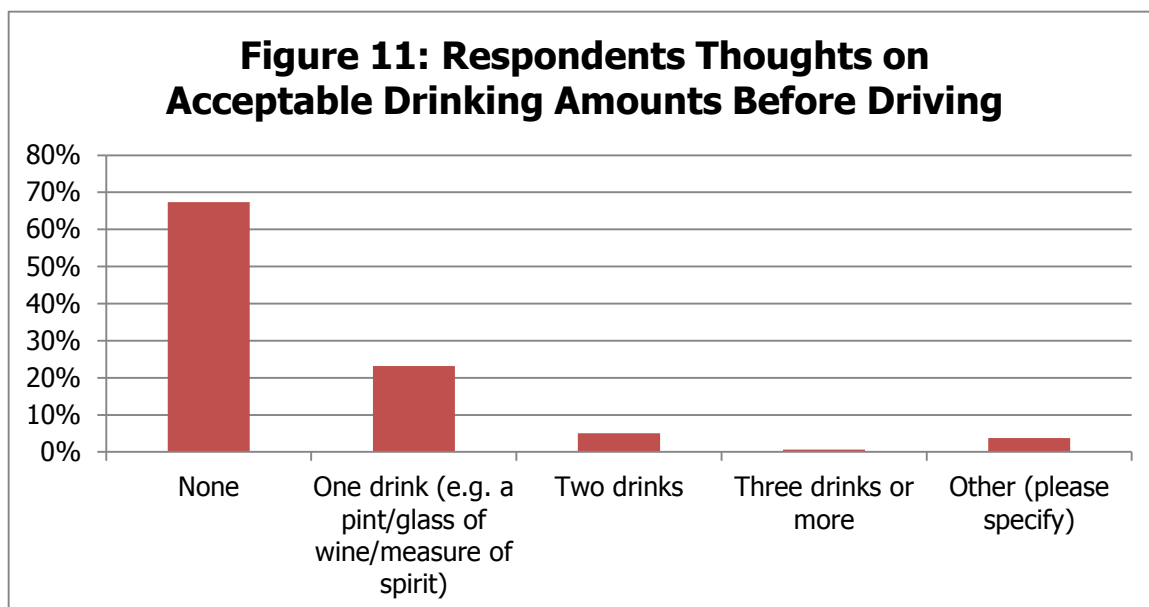 Figure 11: Respondents Thoughts on
Acceptable Drinking Amounts Before Driving
80%
70%
60%
50%
40%
30%
20%
10%
0%
None
One drink (e.g. a
pint/glass of
wine/measure of
spirit)
Two drinks
Three drinks or
more
Other (please
specify)